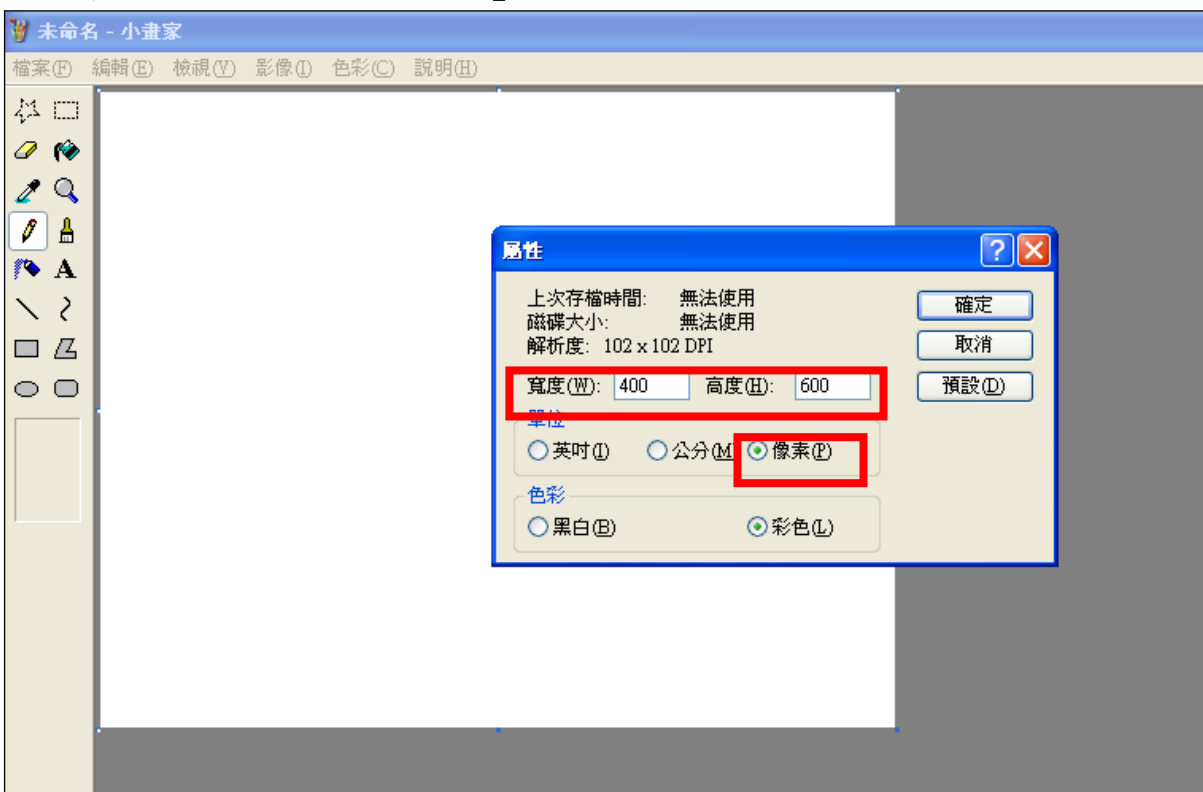 未命名 - 小畫家
檔案(F) 編輯(E) 檢視(V) 影像(I) 色彩(C) 說明(H)
A
屬性
上次存檔時間: 無法使用
磁碟大小: 無法使用
解析度: 102 x 102 DPI
寬度(W): 400 高度(H): 600
單位
英吋(I) 公分(M) 像素(P)
色彩
黑白(B) 彩色(L)
確定
取消
預設(D)